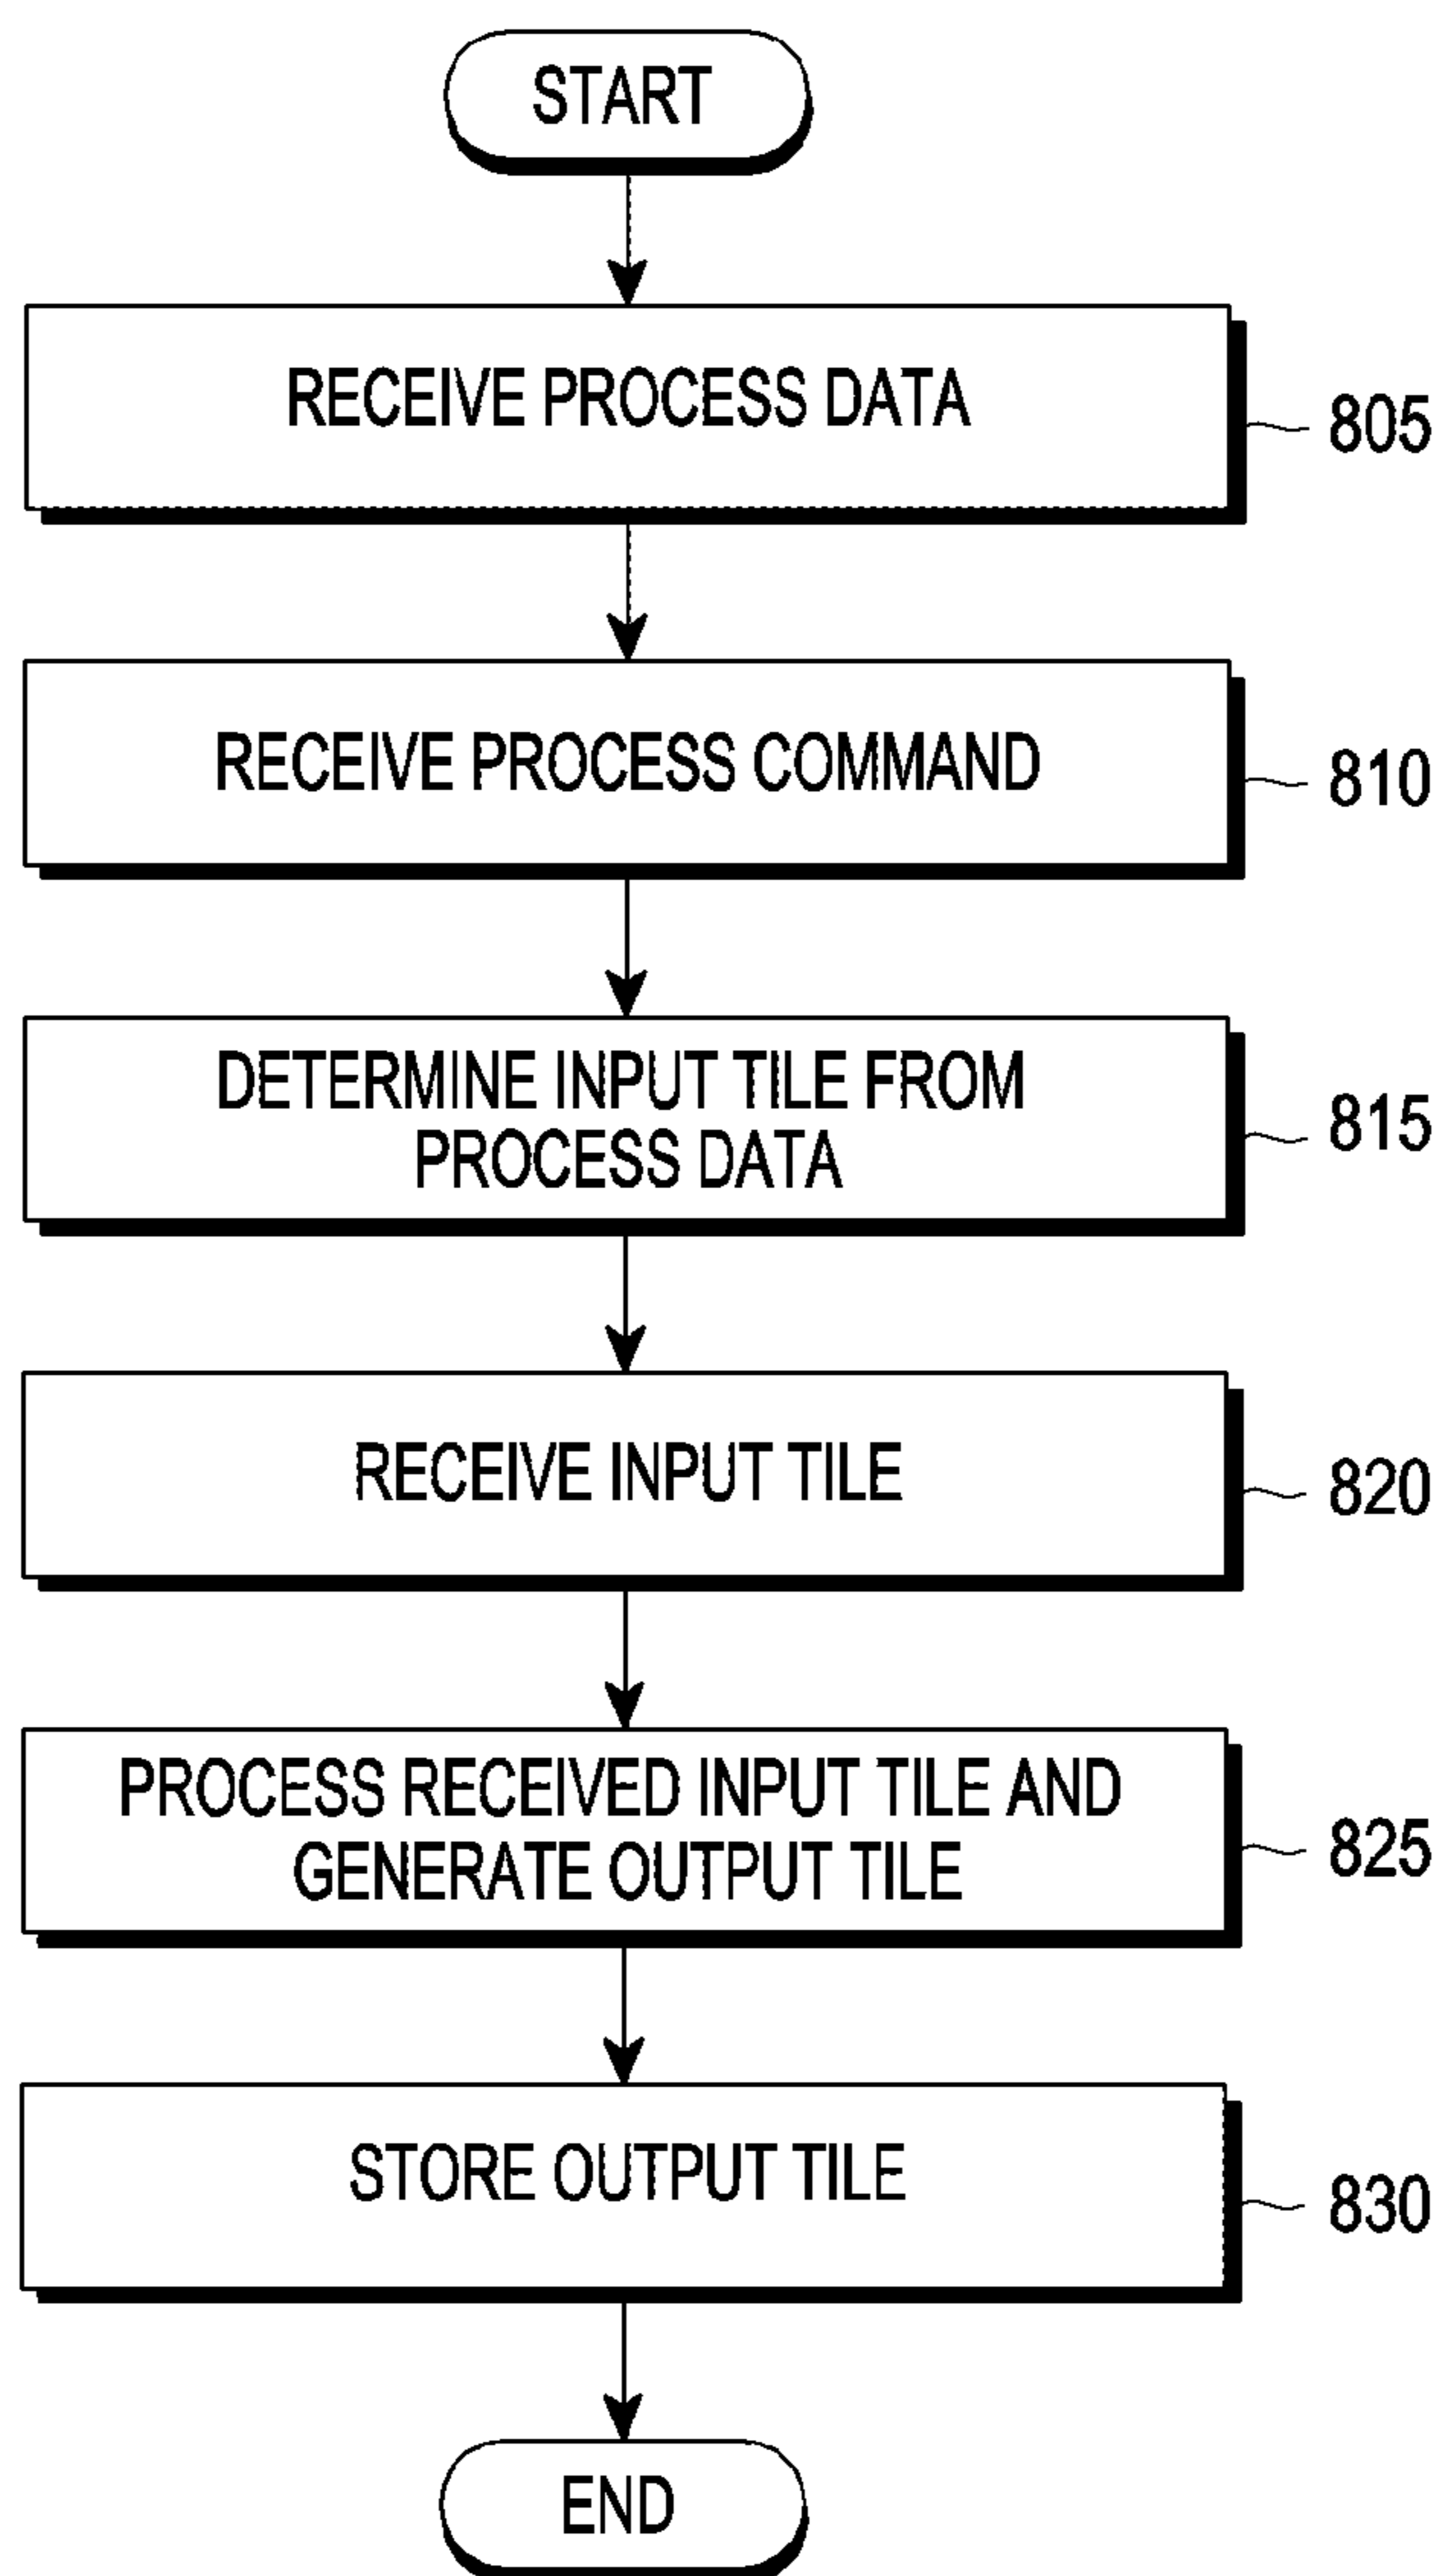 START
RECEIVE PROCESS DATA
805
RECEIVE PROCESS COMMAND
810
DETERMINE INPUT TILE FROM
PROCESS DATA
815
RECEIVE INPUT TILE
820
PROCESS RECEIVED INPUT TILE AND
GENERATE OUTPUT TILE
825
STORE OUTPUT TILE
830
END